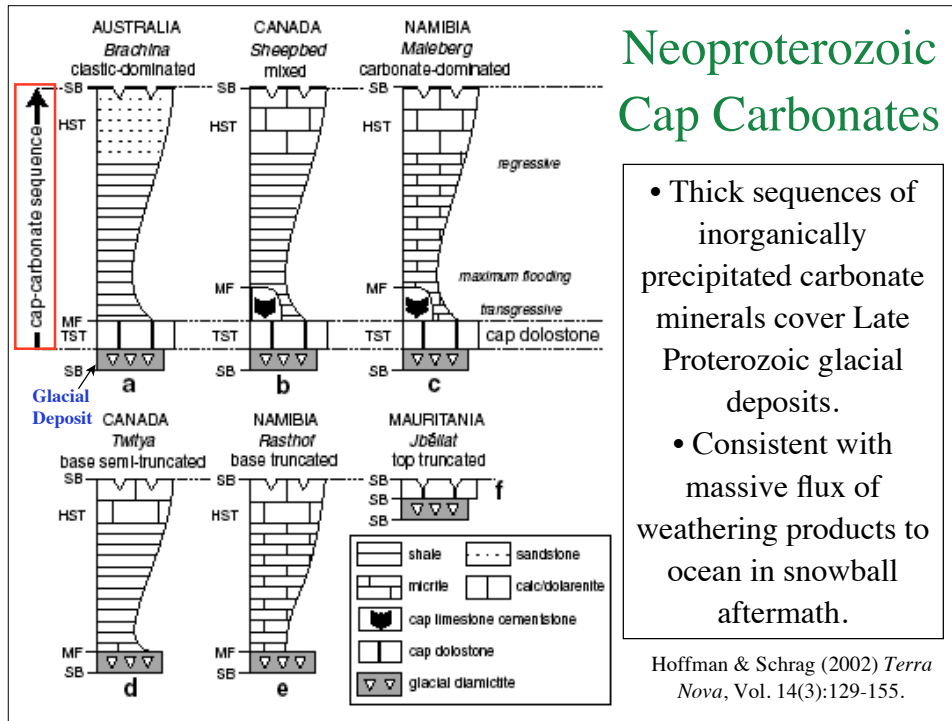 Neoproterozoic
Cap Carbonates
• Thick sequences of
inorganically
precipitated carbonate
minerals cover Late
Proterozoic glacial
deposits.
• Consistent with
massive flux of
weathering products to
ocean in snowball
aftermath.
Hoffman & Schrag (2002) Terra
Nova, Vol. 14(3):129-155.
AUSTRALIA
Brachina
clastic-dominated
CANADA
Sheepbed
mixed
NAMIBIA
Maleberg
carbonate-dominated
cap-carbonate sequence
SB
HST
MF
TST
SB
a
Glacial
Deposit
SB
HST
MF
TST
SB
b
SB
HST
MF
TST
SB
c
regressive
maximum flooding
transgressive
cap dolostone
CANADA
Twitya
base semi-truncated
SB
HST
MF
SB
d
NAMIBIA
Rasthof
base truncated
SB
HST
MF
SB
e
MAURITANIA
Jbéliat
top truncated
SB
SB
SB
f
shale
sandstone
micrite
calc/dolarenite
cap limestone cementstone
cap dolostone
glacial diamictite